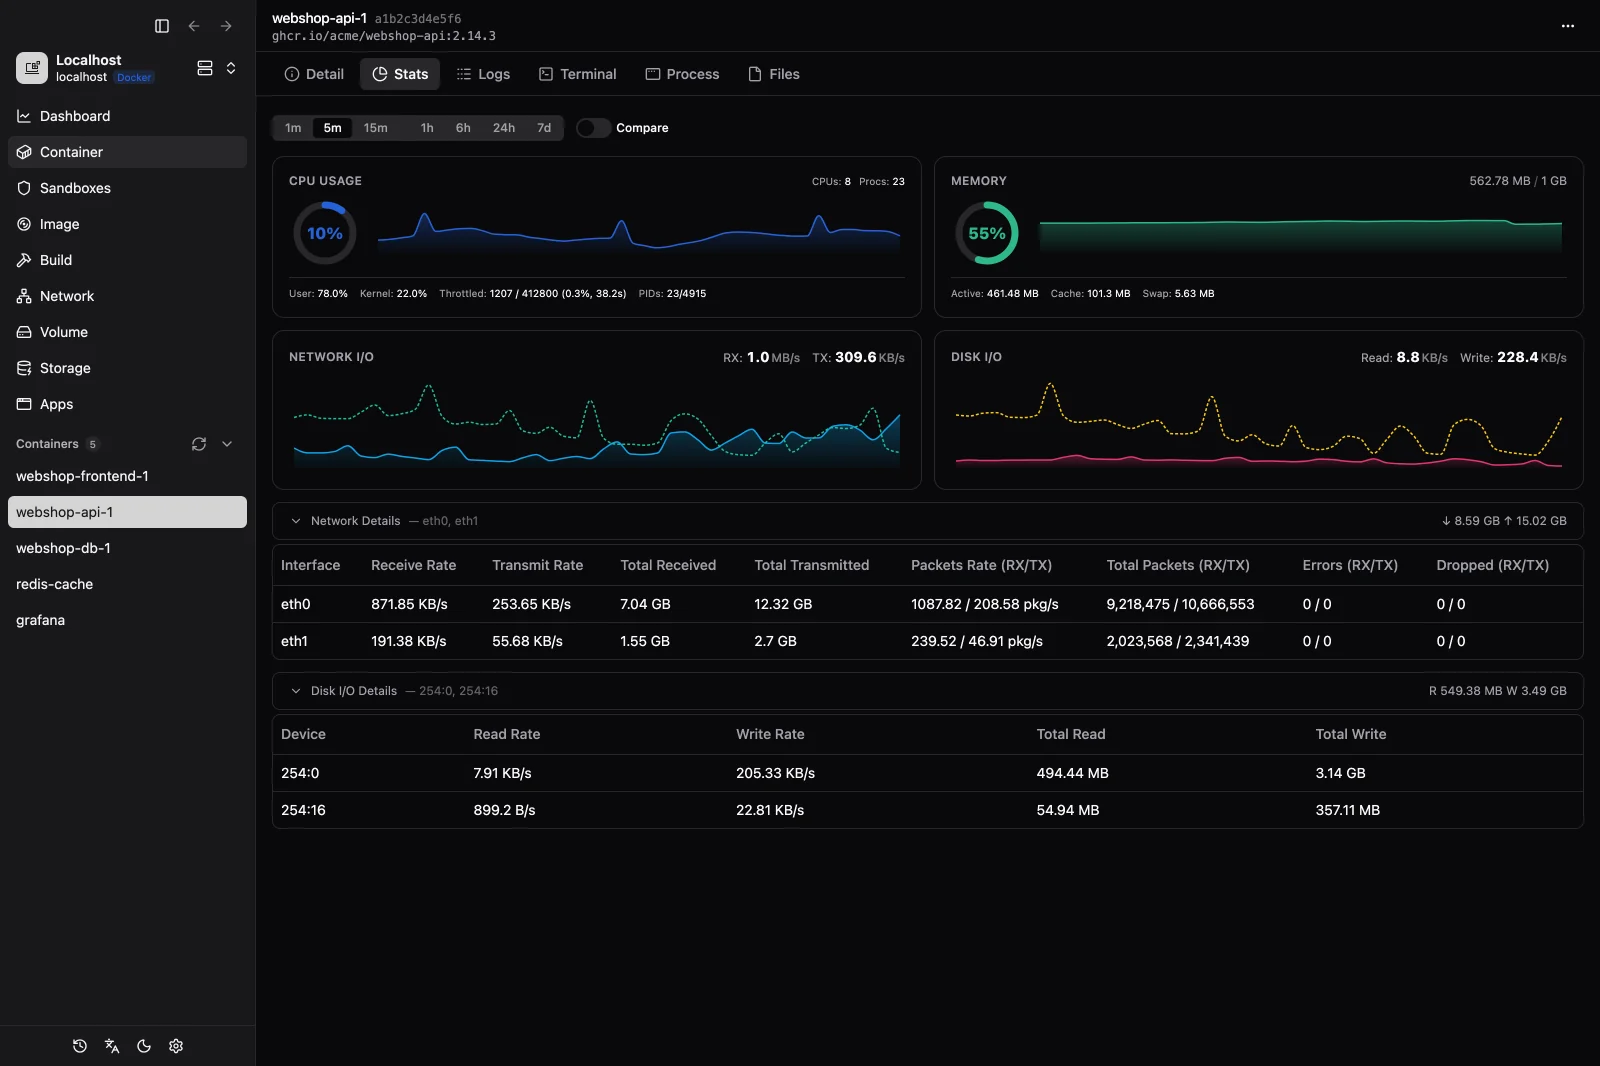 Localhost
localhost Docker
Dashboard
Container
Sandboxes
Image
Build
Network
Volume
Storage
Apps
Containers 5
webshop-frontend-1
webshop-api-1
webshop-db-1
redis-cache
grafana
webshop-api-1 a1b2c3d4e5f6
ghcr.io/acme/webshop-api:2.14.3
Detail Stats Logs Terminal Process Files
1m 5m 15m 1h 6h 24h 7d Compare
CPU USAGE CPUs: 8 Procs: 23
10%
User: 78.0% Kernel: 22.0% Throttled: 1207 / 412800 (0.3%, 38.2s) PIDs: 23/4915
MEMORY 562.78 MB / 1 GB
55%
Active: 461.48 MB Cache: 101.3 MB Swap: 5.63 MB
NETWORK I/O RX: 1.0 MB/s TX: 309.6 KB/s
DISK I/O Read: 8.8 KB/s Write: 228.4 KB/s
Network Details — eth0, eth1 ↓ 8.59 GB ↑ 15.02 GB
Interface Receive Rate Transmit Rate Total Received Total Transmitted Packets Rate (RX/TX) Total Packets (RX/TX) Errors (RX/TX) Dropped (RX/TX)
eth0 871.85 KB/s 253.65 KB/s 7.04 GB 12.32 GB 1087.82 / 208.58 pkg/s 9,218,475 / 10,666,553 0 / 0 0 / 0
eth1 191.38 KB/s 55.68 KB/s 1.55 GB 2.7 GB 239.52 / 46.91 pkg/s 2,023,568 / 2,341,439 0 / 0 0 / 0
Disk I/O Details — 254:0, 254:16 R 549.38 MB W 3.49 GB
Device Read Rate Write Rate Total Read Total Write
254:0 7.91 KB/s 205.33 KB/s 494.44 MB 3.14 GB
254:16 899.2 B/s 22.81 KB/s 54.94 MB 357.11 MB